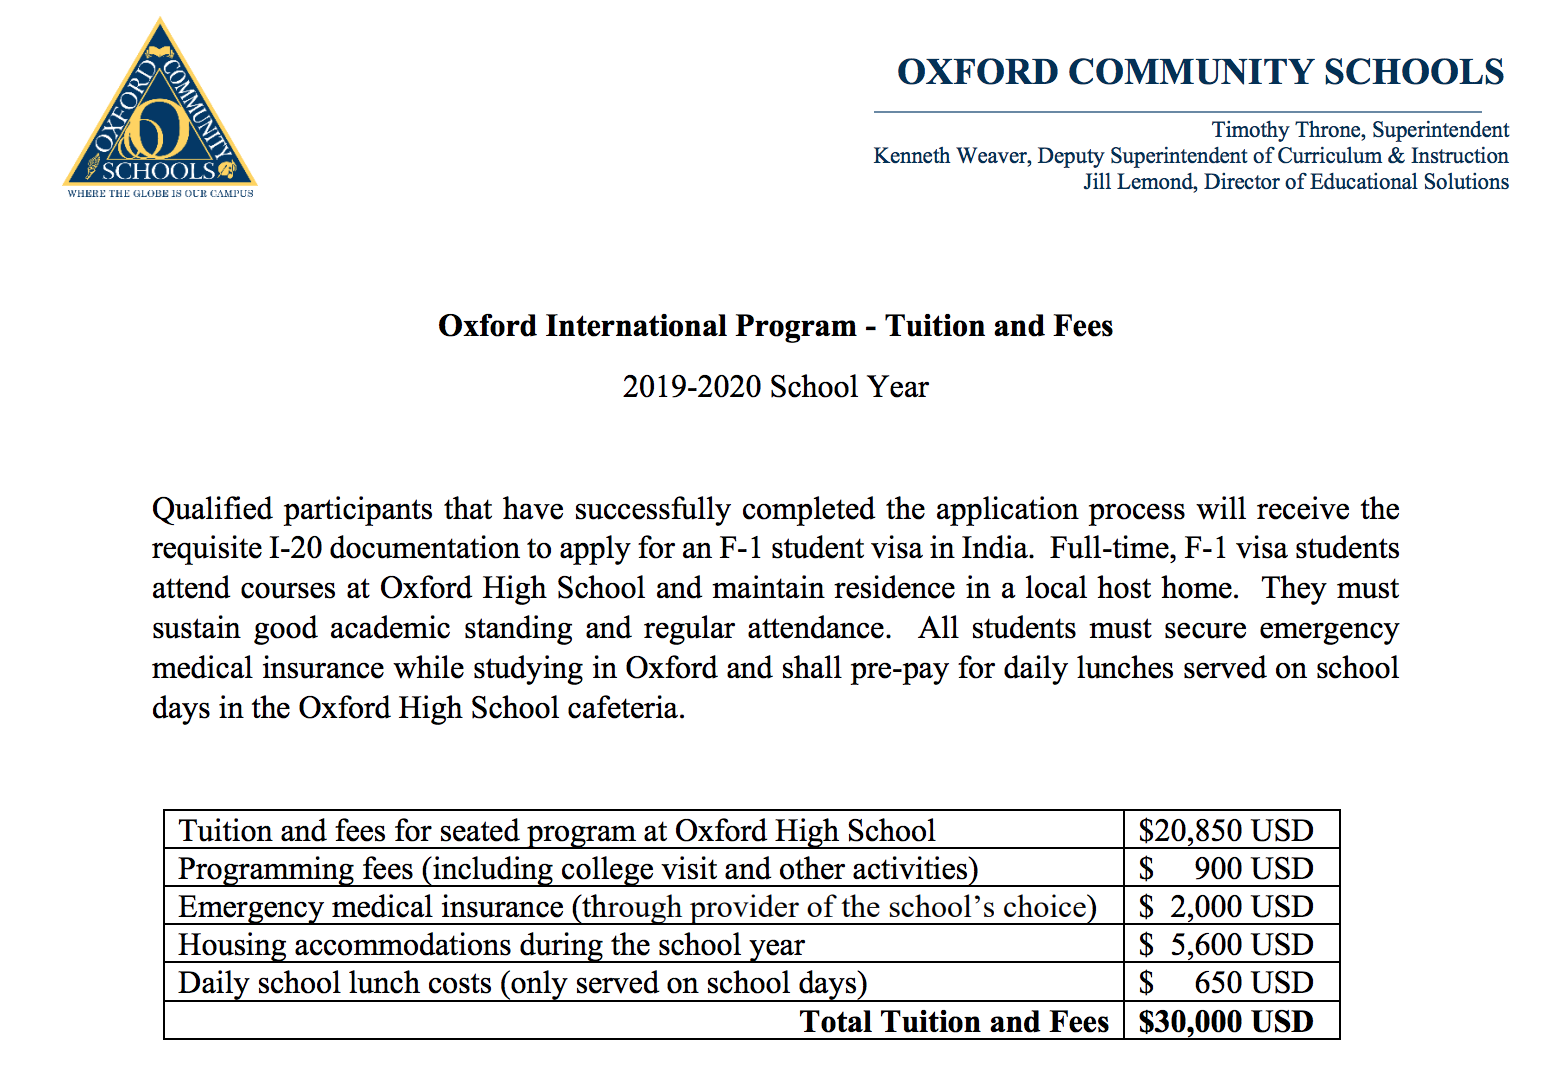 OXFORD COMMUNITY
SCHOOLS
WHERE THE GLOBE IS OUR CAMPUS
OXFORD COMMUNITY SCHOOLS
Timothy Throne, Superintendent
Kenneth Weaver, Deputy Superintendent of Curriculum & Instruction
Jill Lemond, Director of Educational Solutions
Oxford International Program - Tuition and Fees
2019-2020 School Year
Qualified participants that have successfully completed the application process will receive the
requisite I-20 documentation to apply for an F-1 student visa in India. Full-time, F-1 visa students
attend courses at Oxford High School and maintain residence in a local host home. They must
sustain good academic standing and regular attendance. All students must secure emergency
medical insurance while studying in Oxford and shall pre-pay for daily lunches served on school
days in the Oxford High School cafeteria.
Tuition and fees for seated program at Oxford High School $20,850 USD
Programming fees (including college visit and other activities) $ 900 USD
Emergency medical insurance (through provider of the school’s choice) $ 2,000 USD
Housing accommodations during the school year $ 5,600 USD
Daily school lunch costs (only served on school days) $ 650 USD
Total Tuition and Fees $30,000 USD